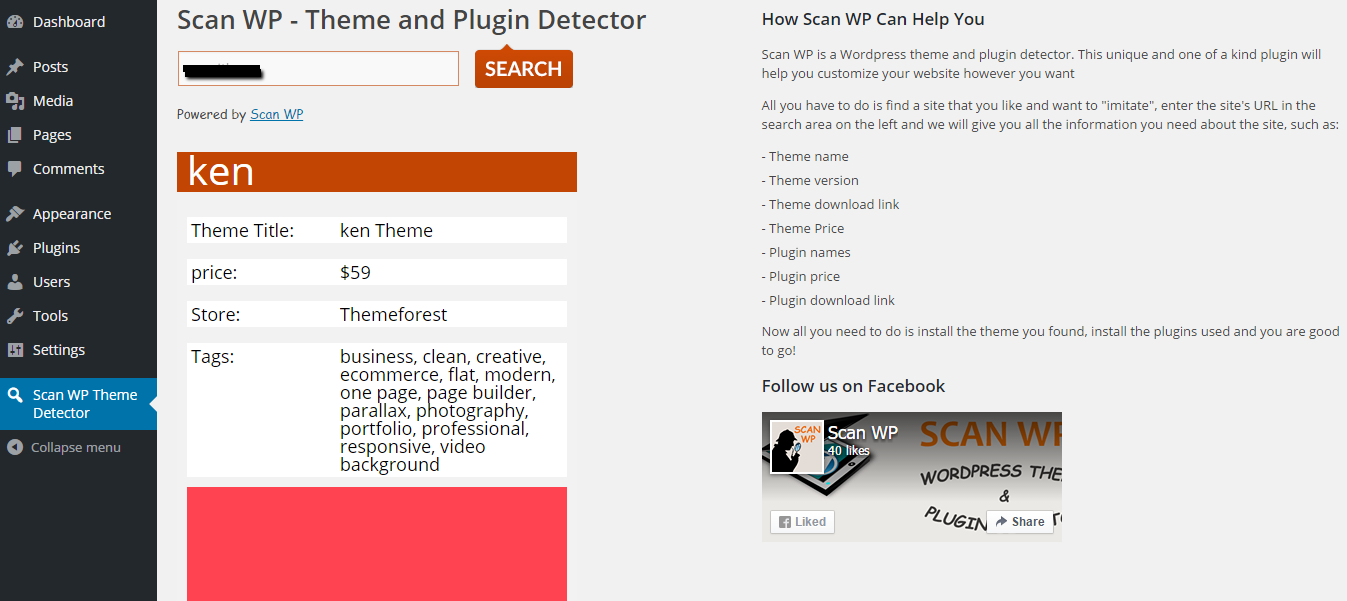 Dashboard
Posts
Media
Pages
Comments
Appearance
Plugins
Users
Tools
Settings
Scan WP Theme
Detector
Collapse menu
Scan WP - Theme and Plugin Detector
SEARCH
Powered by Scan WP
ken
Theme Title: ken Theme
price: $59
Store: Themeforest
Tags: business, clean, creative,
ecommerce, flat, modern,
one page, page builder,
parallax, photography,
portfolio, professional,
responsive, video
background
How Scan WP Can Help You
Scan WP is a Wordpress theme and plugin detector. This unique and one of a kind plugin will
help you customize your website however you want
All you have to do is find a site that you like and want to "imitate", enter the site's URL in the
search area on the left and we will give you all the information you need about the site, such as:
- Theme name
- Theme version
- Theme download link
- Theme Price
- Plugin names
- Plugin price
- Plugin download link
Now all you need to do is install the theme you found, install the plugins used and you are good
to go!
Follow us on Facebook
SCAN
WP
Scan WP
40 likes
SCAN WP
WORDPRESS THE
&
PLUGIN
Liked
Share